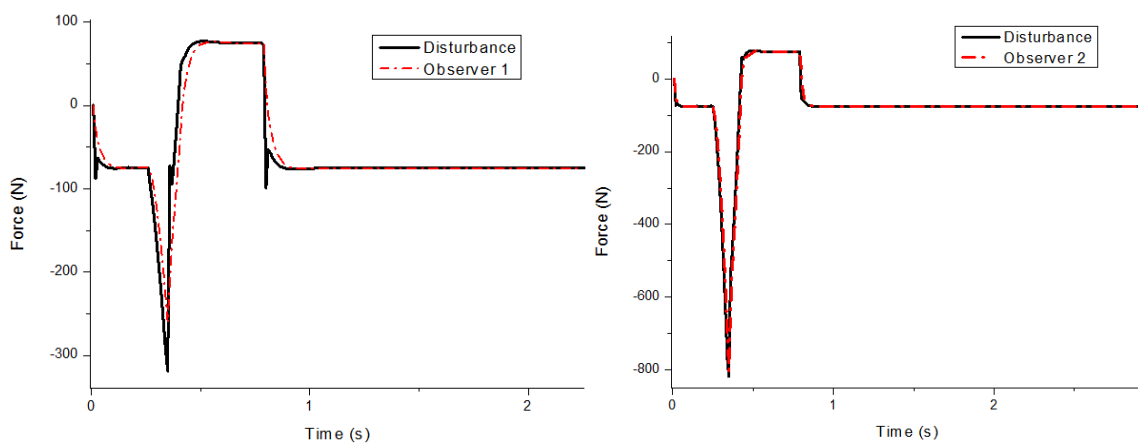 100
0
-100
-200
-300
Force (N)
Disturbance
Observer 1
0
1
2
Time (s)
0
-200
-400
-600
-800
Force (N)
Disturbance
Observer 2
0
1
2
Time (s)